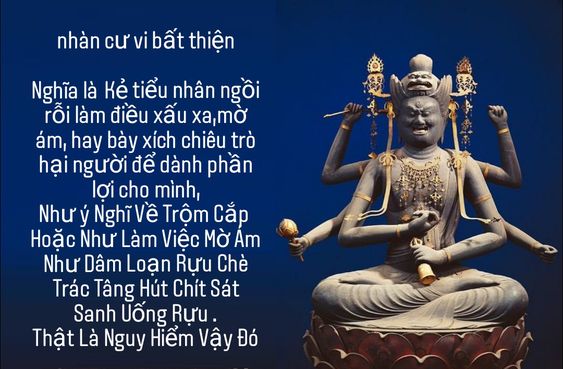 nhàn cư vi bất thiện
Nghĩa là Kẻ tiểu nhân ngồi
rỗi làm điều xấu xa,mờ
ám, hay bày xích chiêu trò
hại người để dành phần
lợi cho mình,
Như ý Nghĩ Về Trộm Cắp
Hoặc Như Làm Việc Mờ Ám
Như Dâm Loạn Rựu Chè
Trác Tâng Hút Chít Sát
Sanh Uống Rựu .
Thật Là Nguy Hiểm Vậy Đó